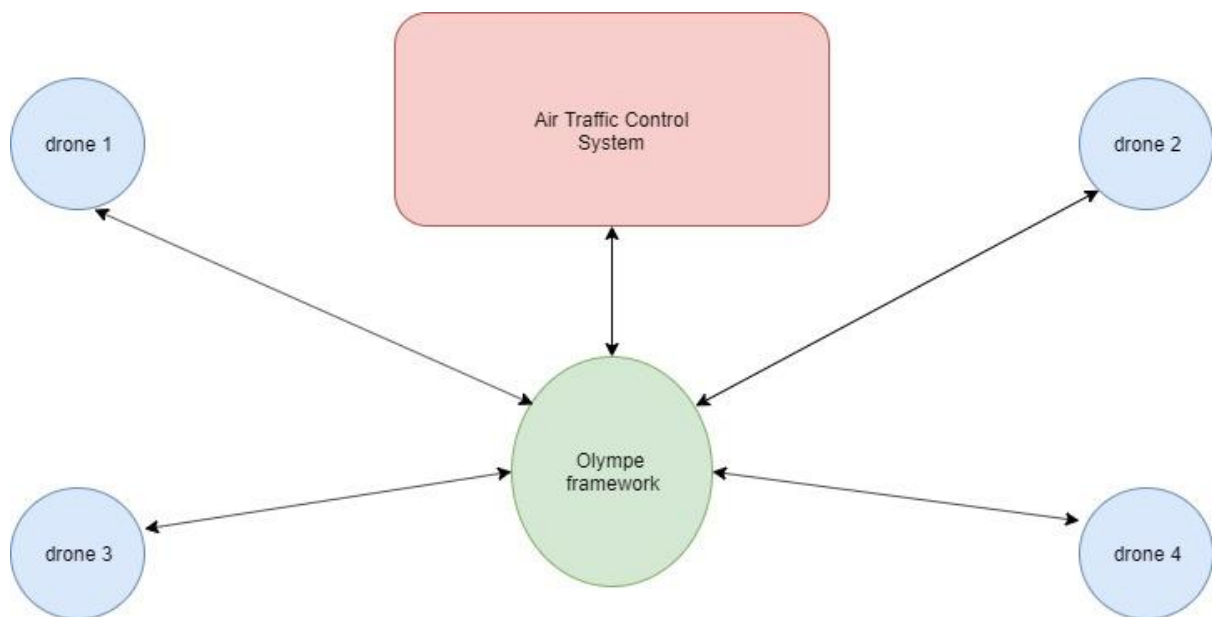 Air Traffic Control
System
drone 1
drone 2
Olympe
framework
drone 3
drone 4